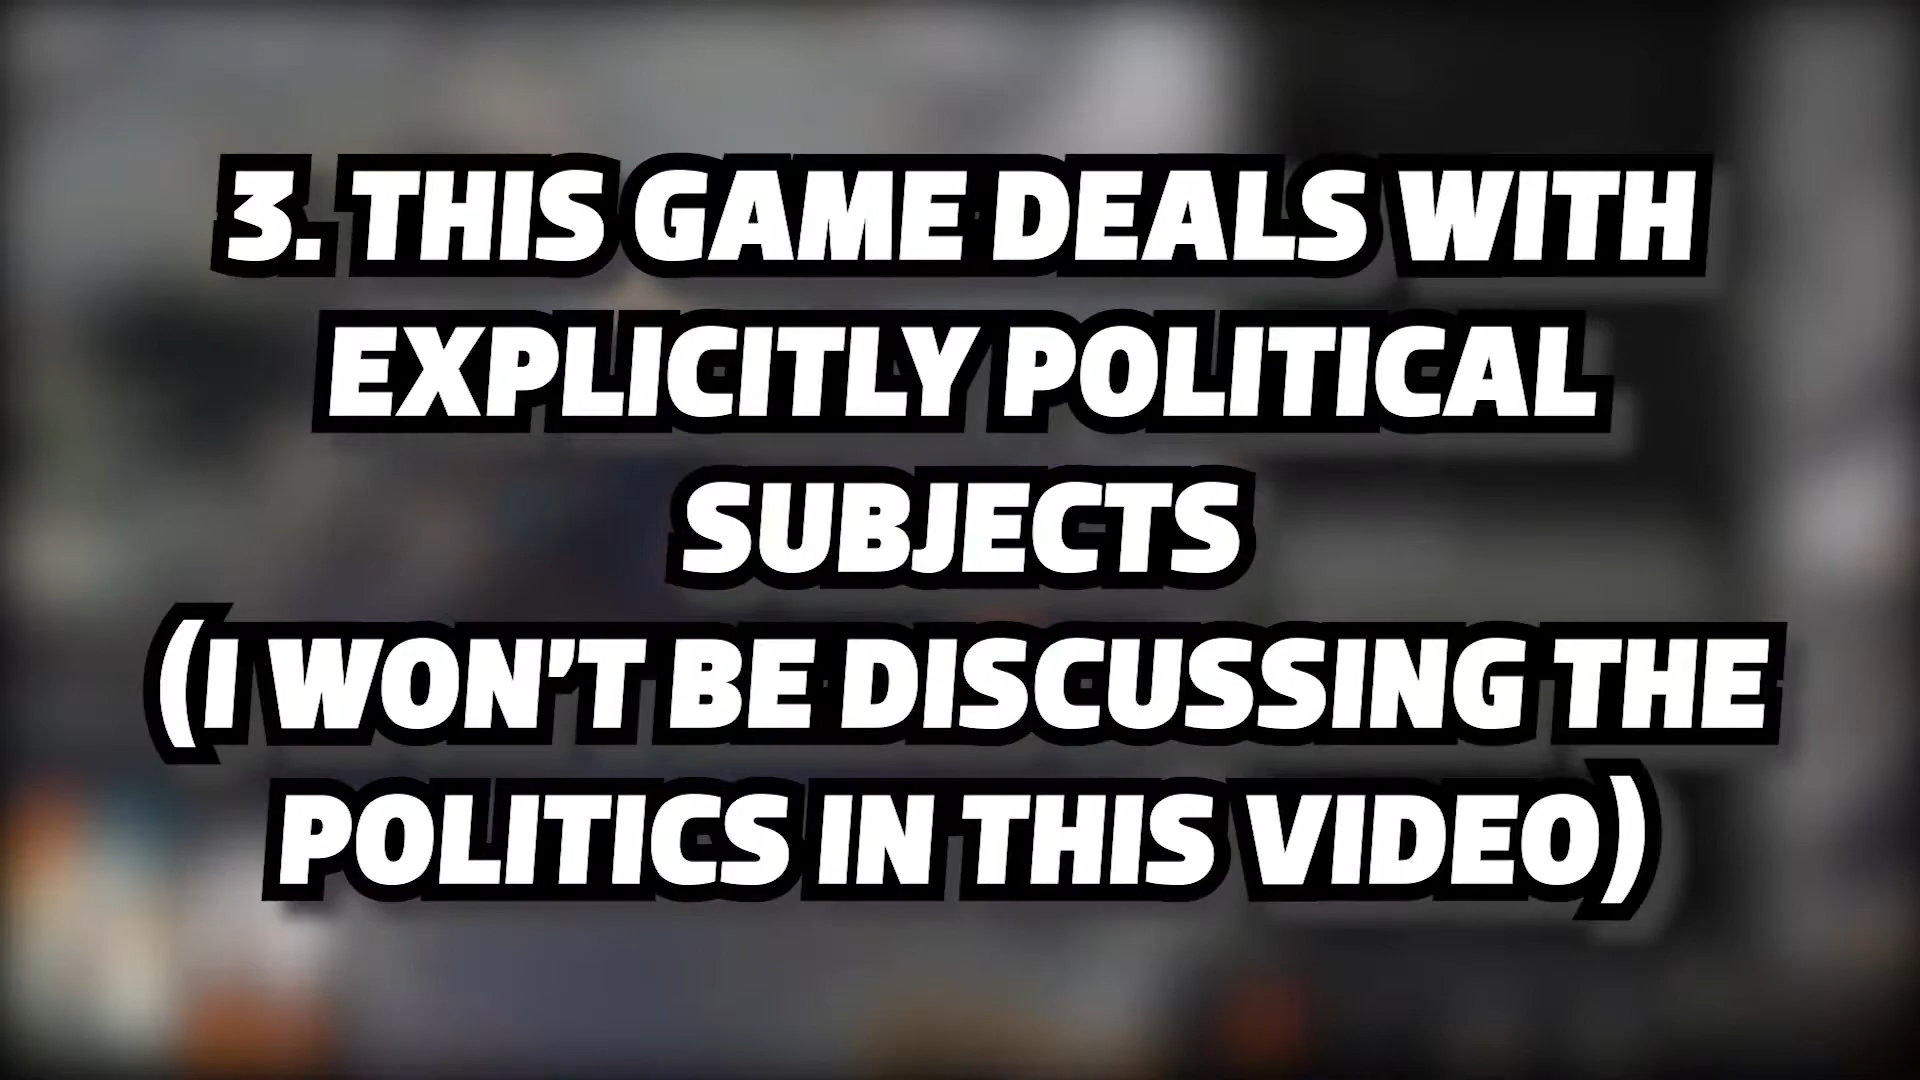 3. THIS GAME DEALS WITH
EXPLICITLY POLITICAL
SUBJECTS
(I WON'T BE DISCUSSING THE
POLITICS IN THIS VIDEO)